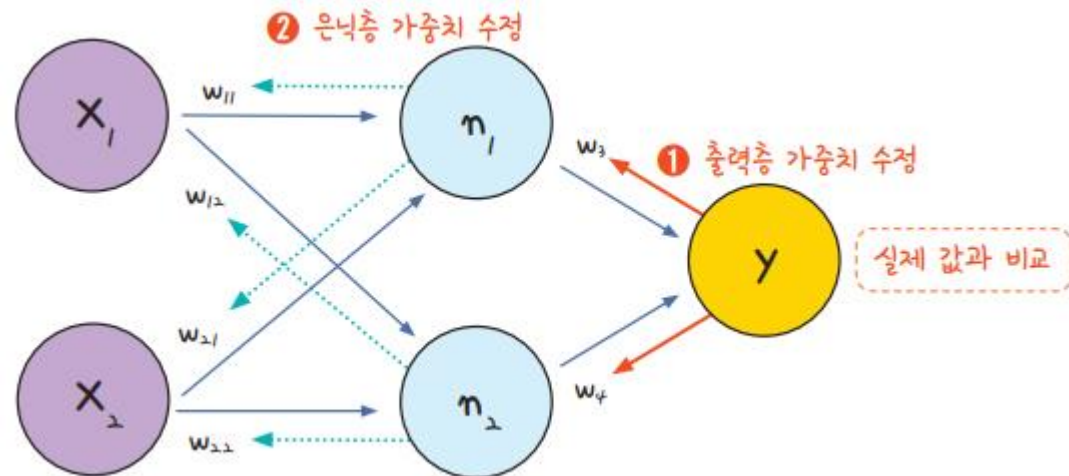 ❷ 은닉층 가중치 수정
w₁₁
x₁
n₁
w₃
❶ 출력층 가중치 수정
w₁₂
y
실제 값과 비교
w₂₁
x₂
n₂
w₄
w₂₂